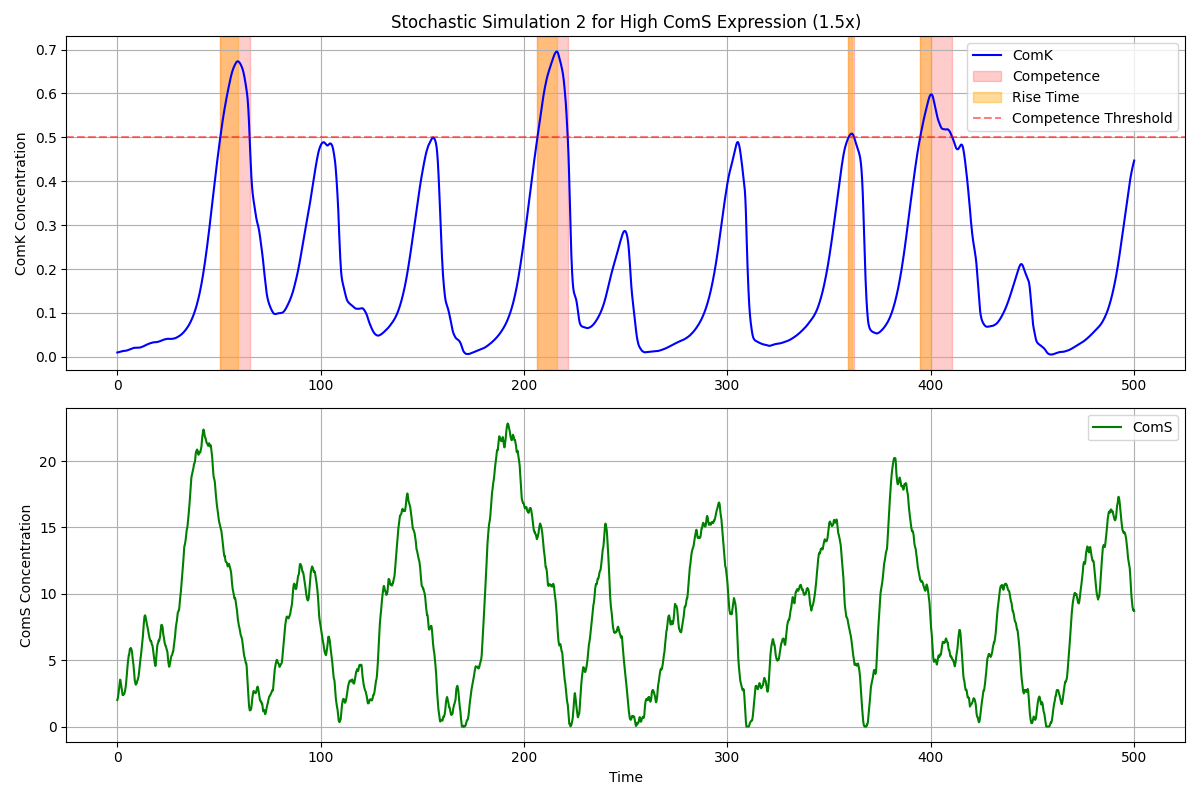 Stochastic Simulation 2 for High ComS Expression (1.5x)
ComK Concentration
0.7
0.6
0.5
0.4
0.3
0.2
0.1
0.0
ComK
Competence
Rise Time
Competence Threshold
0 100 200 300 400 500
ComS Concentration
20
15
10
5
0
ComS
0 100 200 300 400 500
Time